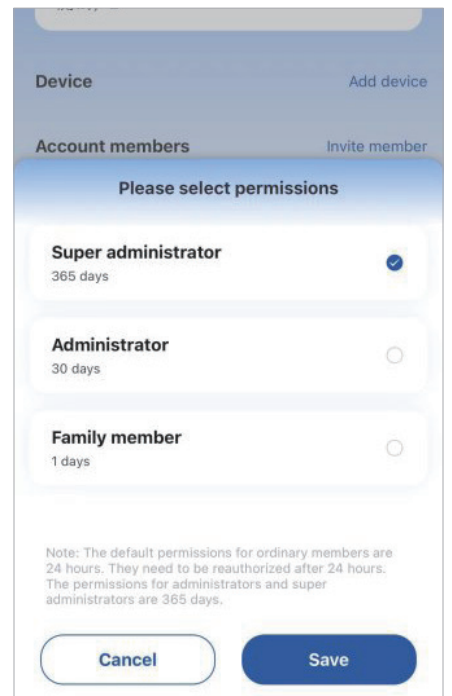 Device
Add device
Account members
Invite member
Please select permissions
Super administrator
365 days
Administrator
30 days
Family member
1 days
Note: The default permissions for ordinary members are
24 hours. They need to be reauthorized after 24 hours.
The permissions for administrators and super
administrators are 365 days.
Cancel
Save